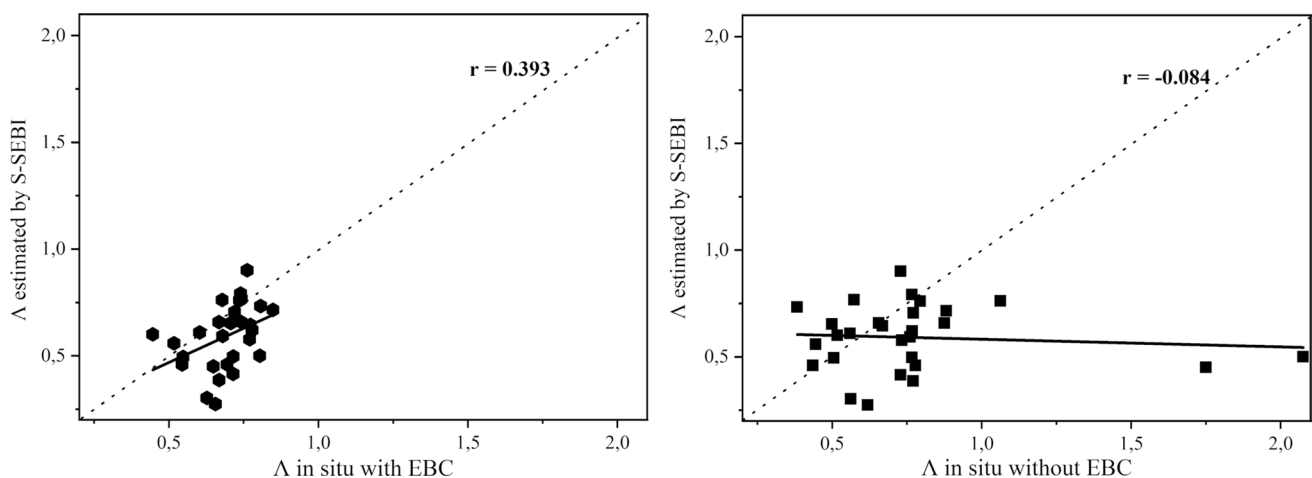 2,0
1,5
1,0
0,5
Λ estimated by S-SEBI
r = 0.393
0,5 1,0 1,5 2,0
Λ in situ with EBC
2,0
1,5
1,0
0,5
Λ estimated by S-SEBI
r = -0.084
0,5 1,0 1,5 2,0
Λ in situ without EBC